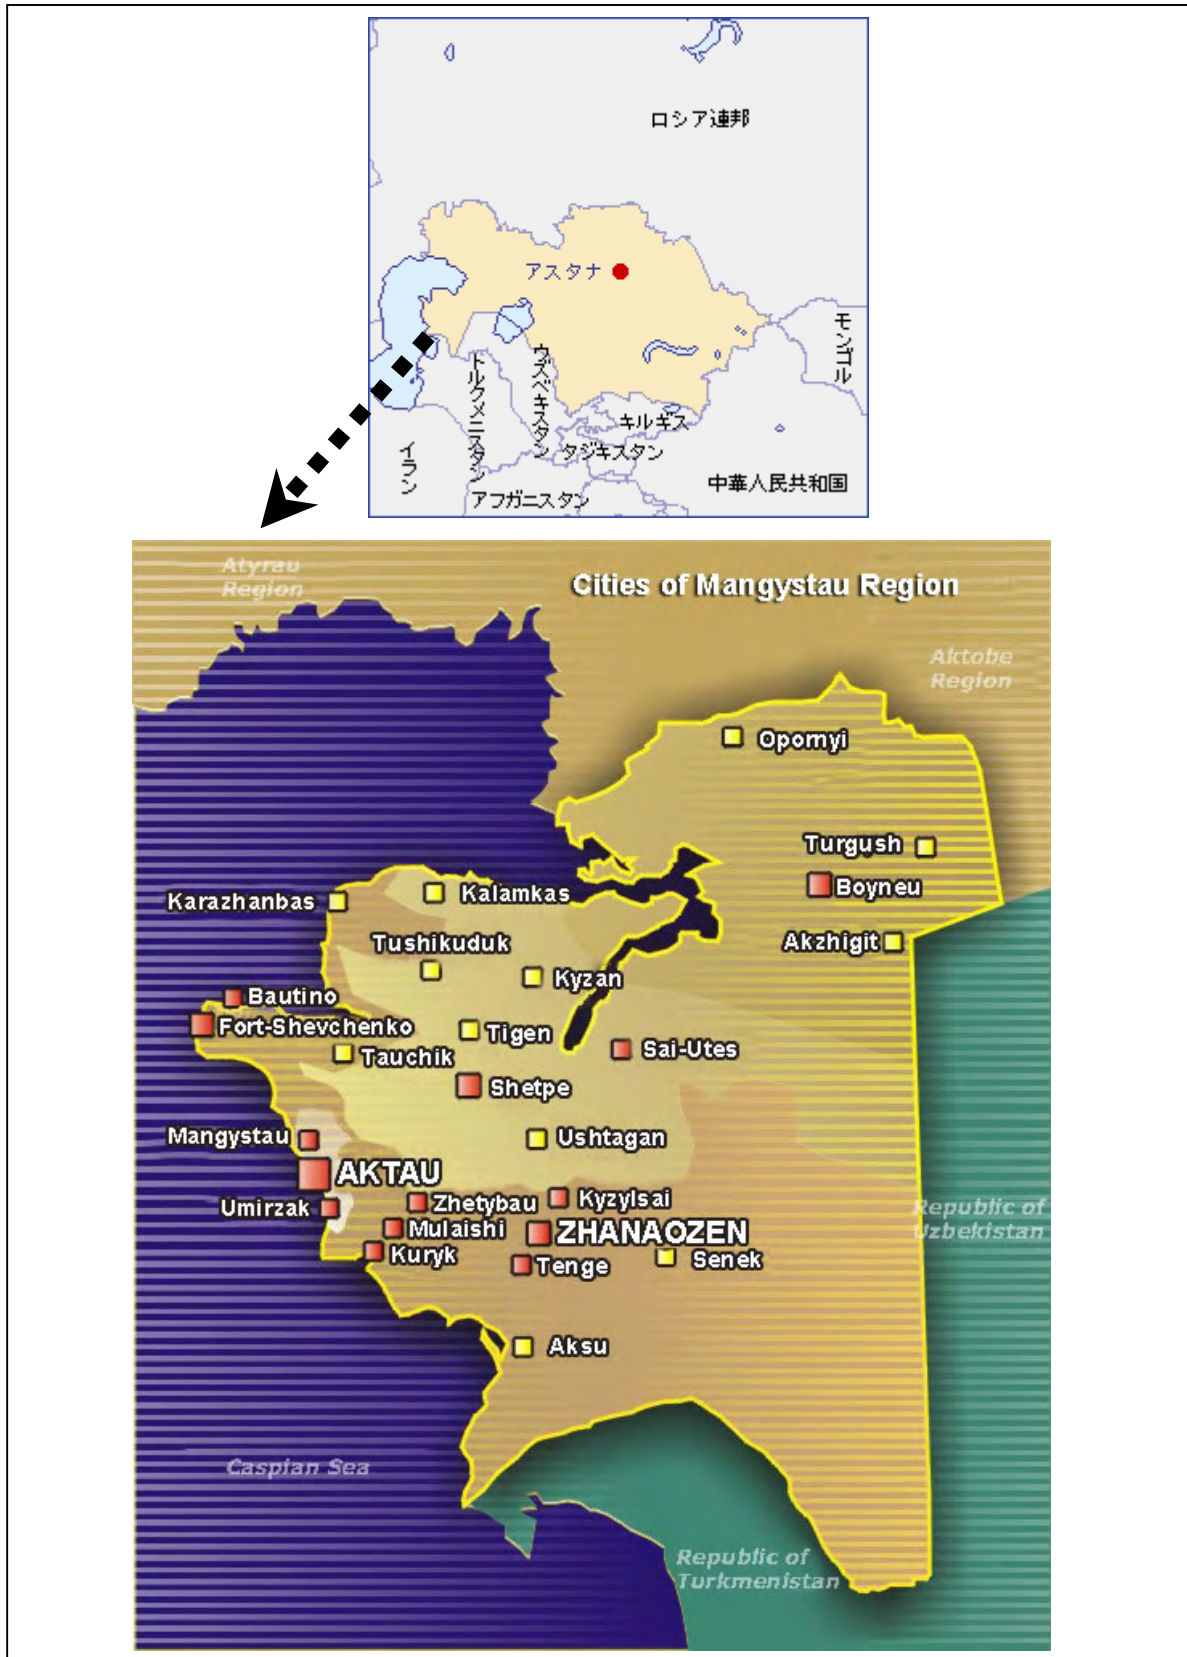 ロシア連邦
アスタナ
モンゴル
トルクメニスタン
ウズベキスタン
キルギス
タジキスタン
イラン
中華人民共和国
アフガニスタン
Atyrau
Region
Cities of Mangystau Region
Aktobe
Region
Opornyi
Turgush
Boyneu
Karazhanbas
Kalamkas
Tushikuduk
Akzhigit
Kyzan
Bautino
Fort-Shevchenko
Tigen
Tauchik
Sai-Utes
Shetpe
Mangystau
Ushtagan
AKTAU
Umirzak
Zhetybau
Kyzylsai
Republic of
Uzbekistan
Mulaishi
ZHANAOZEN
Kuryk
Tenge
Senek
Aksu
Caspian Sea
Republic of
Turkmenistan